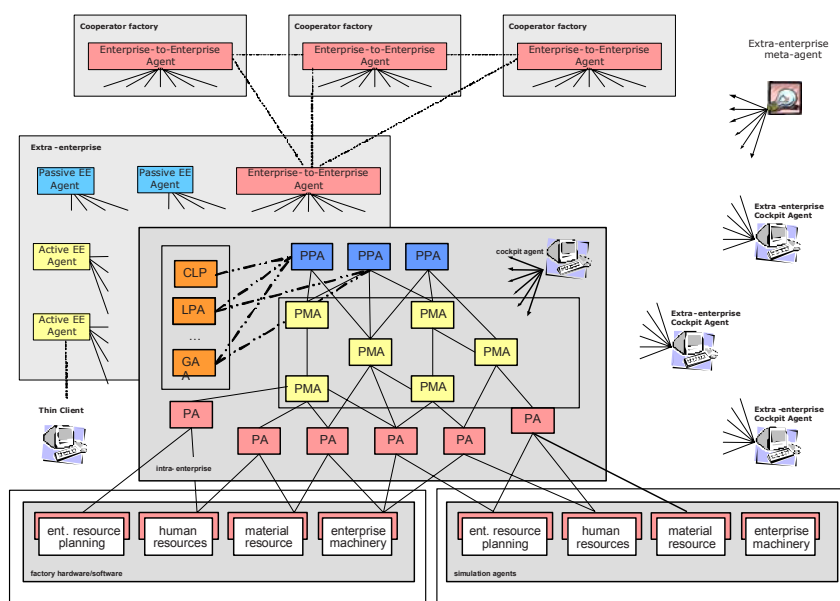 Cooperator factory
Enterprise-to-Enterprise
Agent
Cooperator factory
Enterprise-to-Enterprise
Agent
Cooperator factory
Enterprise-to-Enterprise
Agent
Extra-enterprise
meta-agent
Extra -enterprise
Passive EE
Agent
Passive EE
Agent
Enterprise-to-Enterprise
Agent
Active EE
Agent
Active EE
Agent
Thin Client
CLP
LPA
...
GA
A
PPA
PPA
PPA
cockpit agent
PMA
PMA
PMA
PMA
PMA
PMA
PA
PA
PA
PA
PA
PA
intra- enterprise
Extra -enterprise
Cockpit Agent
Extra -enterprise
Cockpit Agent
Extra -enterprise
Cockpit Agent
ent. resource
planning
human
resources
material
resource
enterprise
machinery
factory hardware/software
ent. resource
planning
human
resources
material
resource
enterprise
machinery
simulation agents